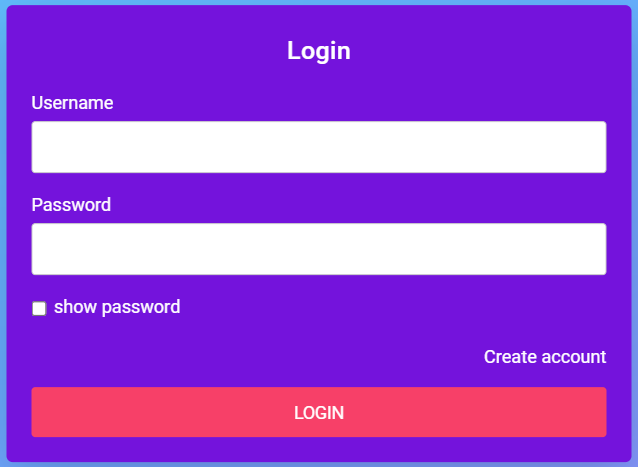 Login
Username
Password
show password
Create account
LOGIN